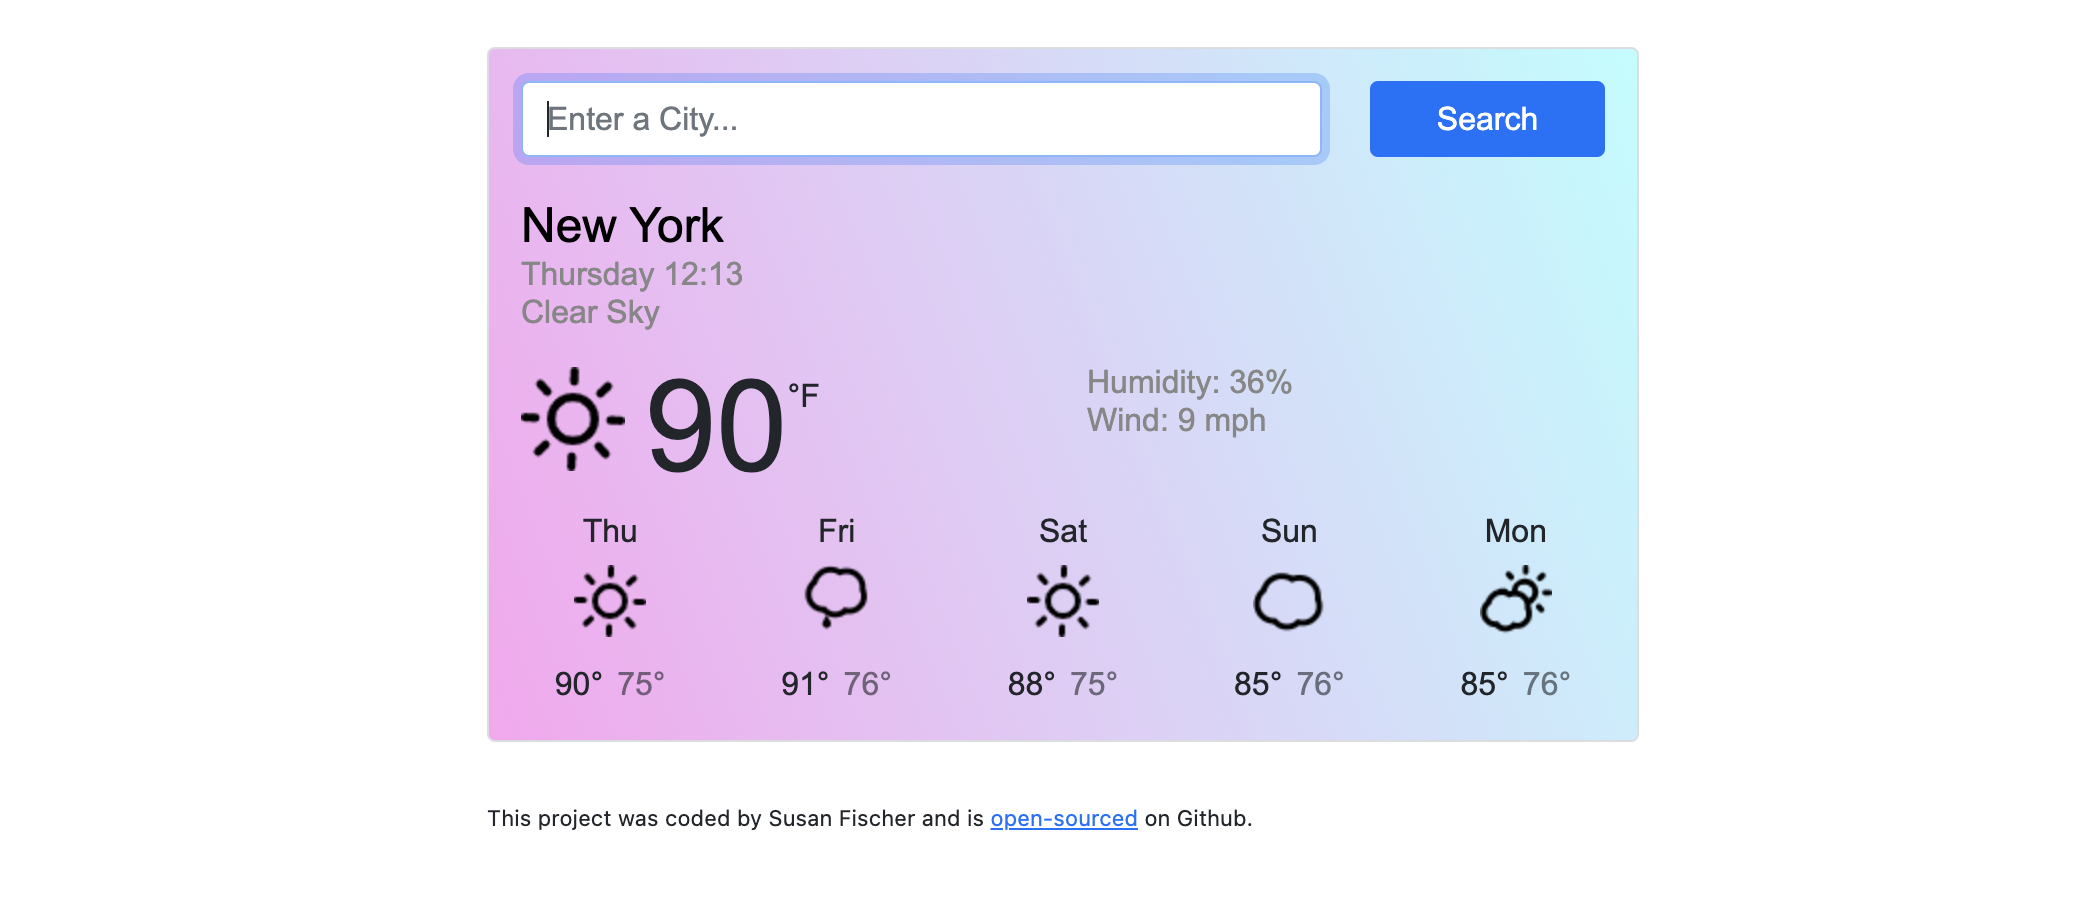 Enter a City...
Search
New York
Thursday 12:13
Clear Sky
90 °F
Humidity: 36%
Wind: 9 mph
Thu Fri Sat Sun Mon
90° 75° 91° 76° 88° 75° 85° 76° 85° 76°
This project was coded by Susan Fischer and is open-sourced on Github.